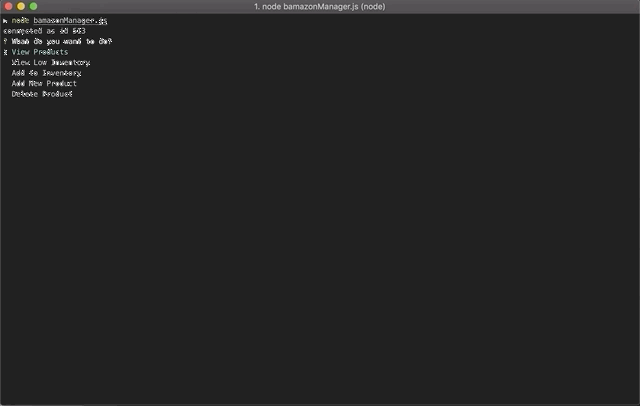 1. node bamazonManager.js (node)
node bamazonManager.js
connected as id
? What do you want to do?
View Products
View Low Inventory
Add to Inventory
Add New Product
Delete Product